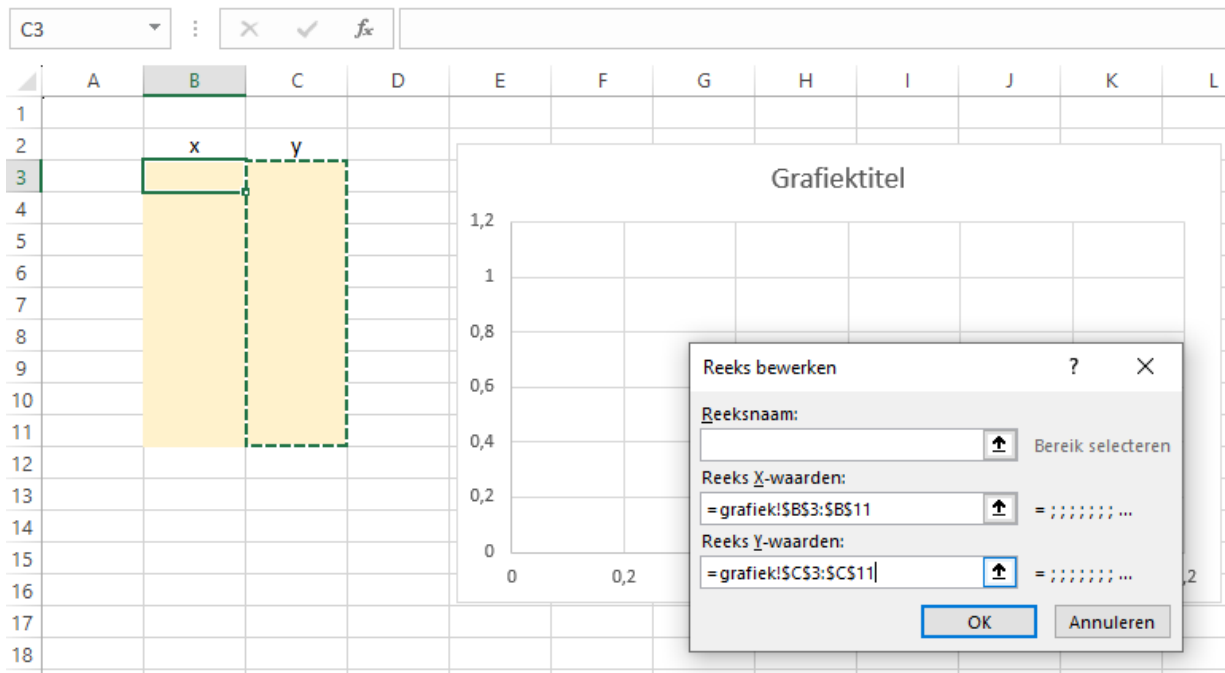 C3 fx
A B C D E F G H I J K L
1
2 x y
3
4
5
6
7
8
9
10
11
12
13
14
15
16
17
18
Grafiektitel
1,2
1
0,8
0,6
0,4
0,2
0
0 0,2 ,2
Reeks bewerken ?
Reeksnaam:
Bereik selecteren
Reeks X-waarden:
=grafiek!$B$3:$B$11 = ; ; ; ; ; ; ; ...
Reeks Y-waarden:
=grafiek!$C$3:$C$11 = ; ; ; ; ; ; ; ...
OK Annuleren